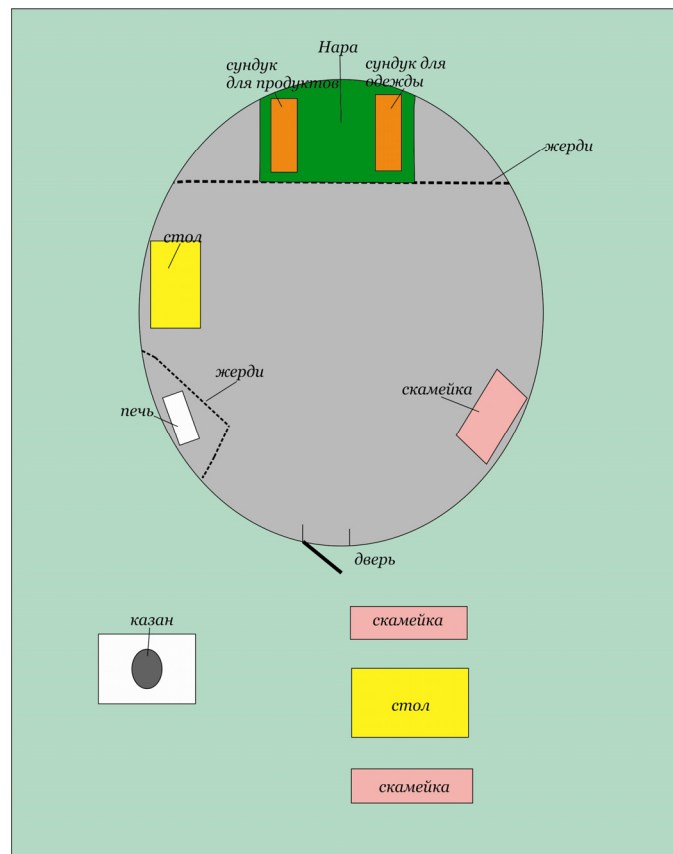 Нара
сундук
для продуктов
сундук для
одежды
жерди
стол
жерди
скамейка
печь
дверь
казан
скамейка
стол
скамейка